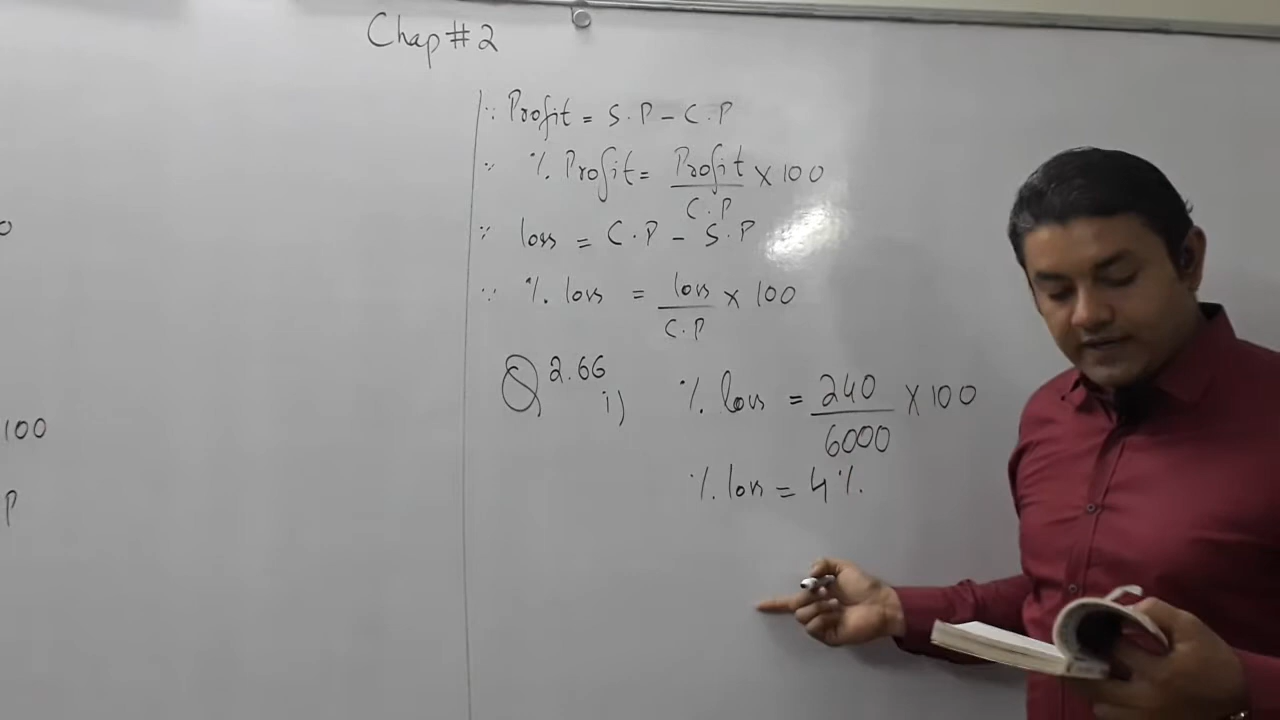 Chap#2
∵ Profit = S.P - C.P
∵ %. Profit = Profit/C.P × 100
∵ loss = C.P - S.P
∵ %. loss = loss/C.P × 100
Q 2.66
i) %. loss = 240/6000 × 100
%. loss = 4%.
0
100
P